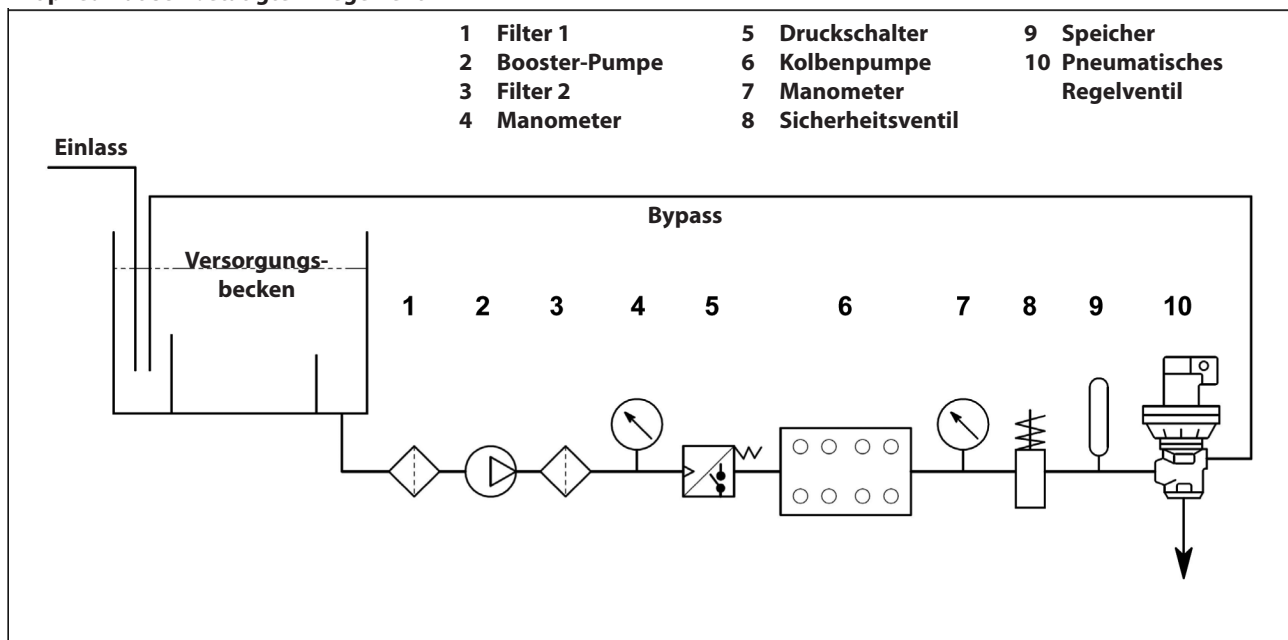 1 Filter 1
2 Booster-Pumpe
3 Filter 2
4 Manometer
5 Druckschalter
6 Kolbenpumpe
7 Manometer
8 Sicherheitsventil
9 Speicher
10 Pneumatisches
Regelventil
Einlass
Bypass
Versorgungs-
becken
1 2 3 4 5 6 7 8 9 10